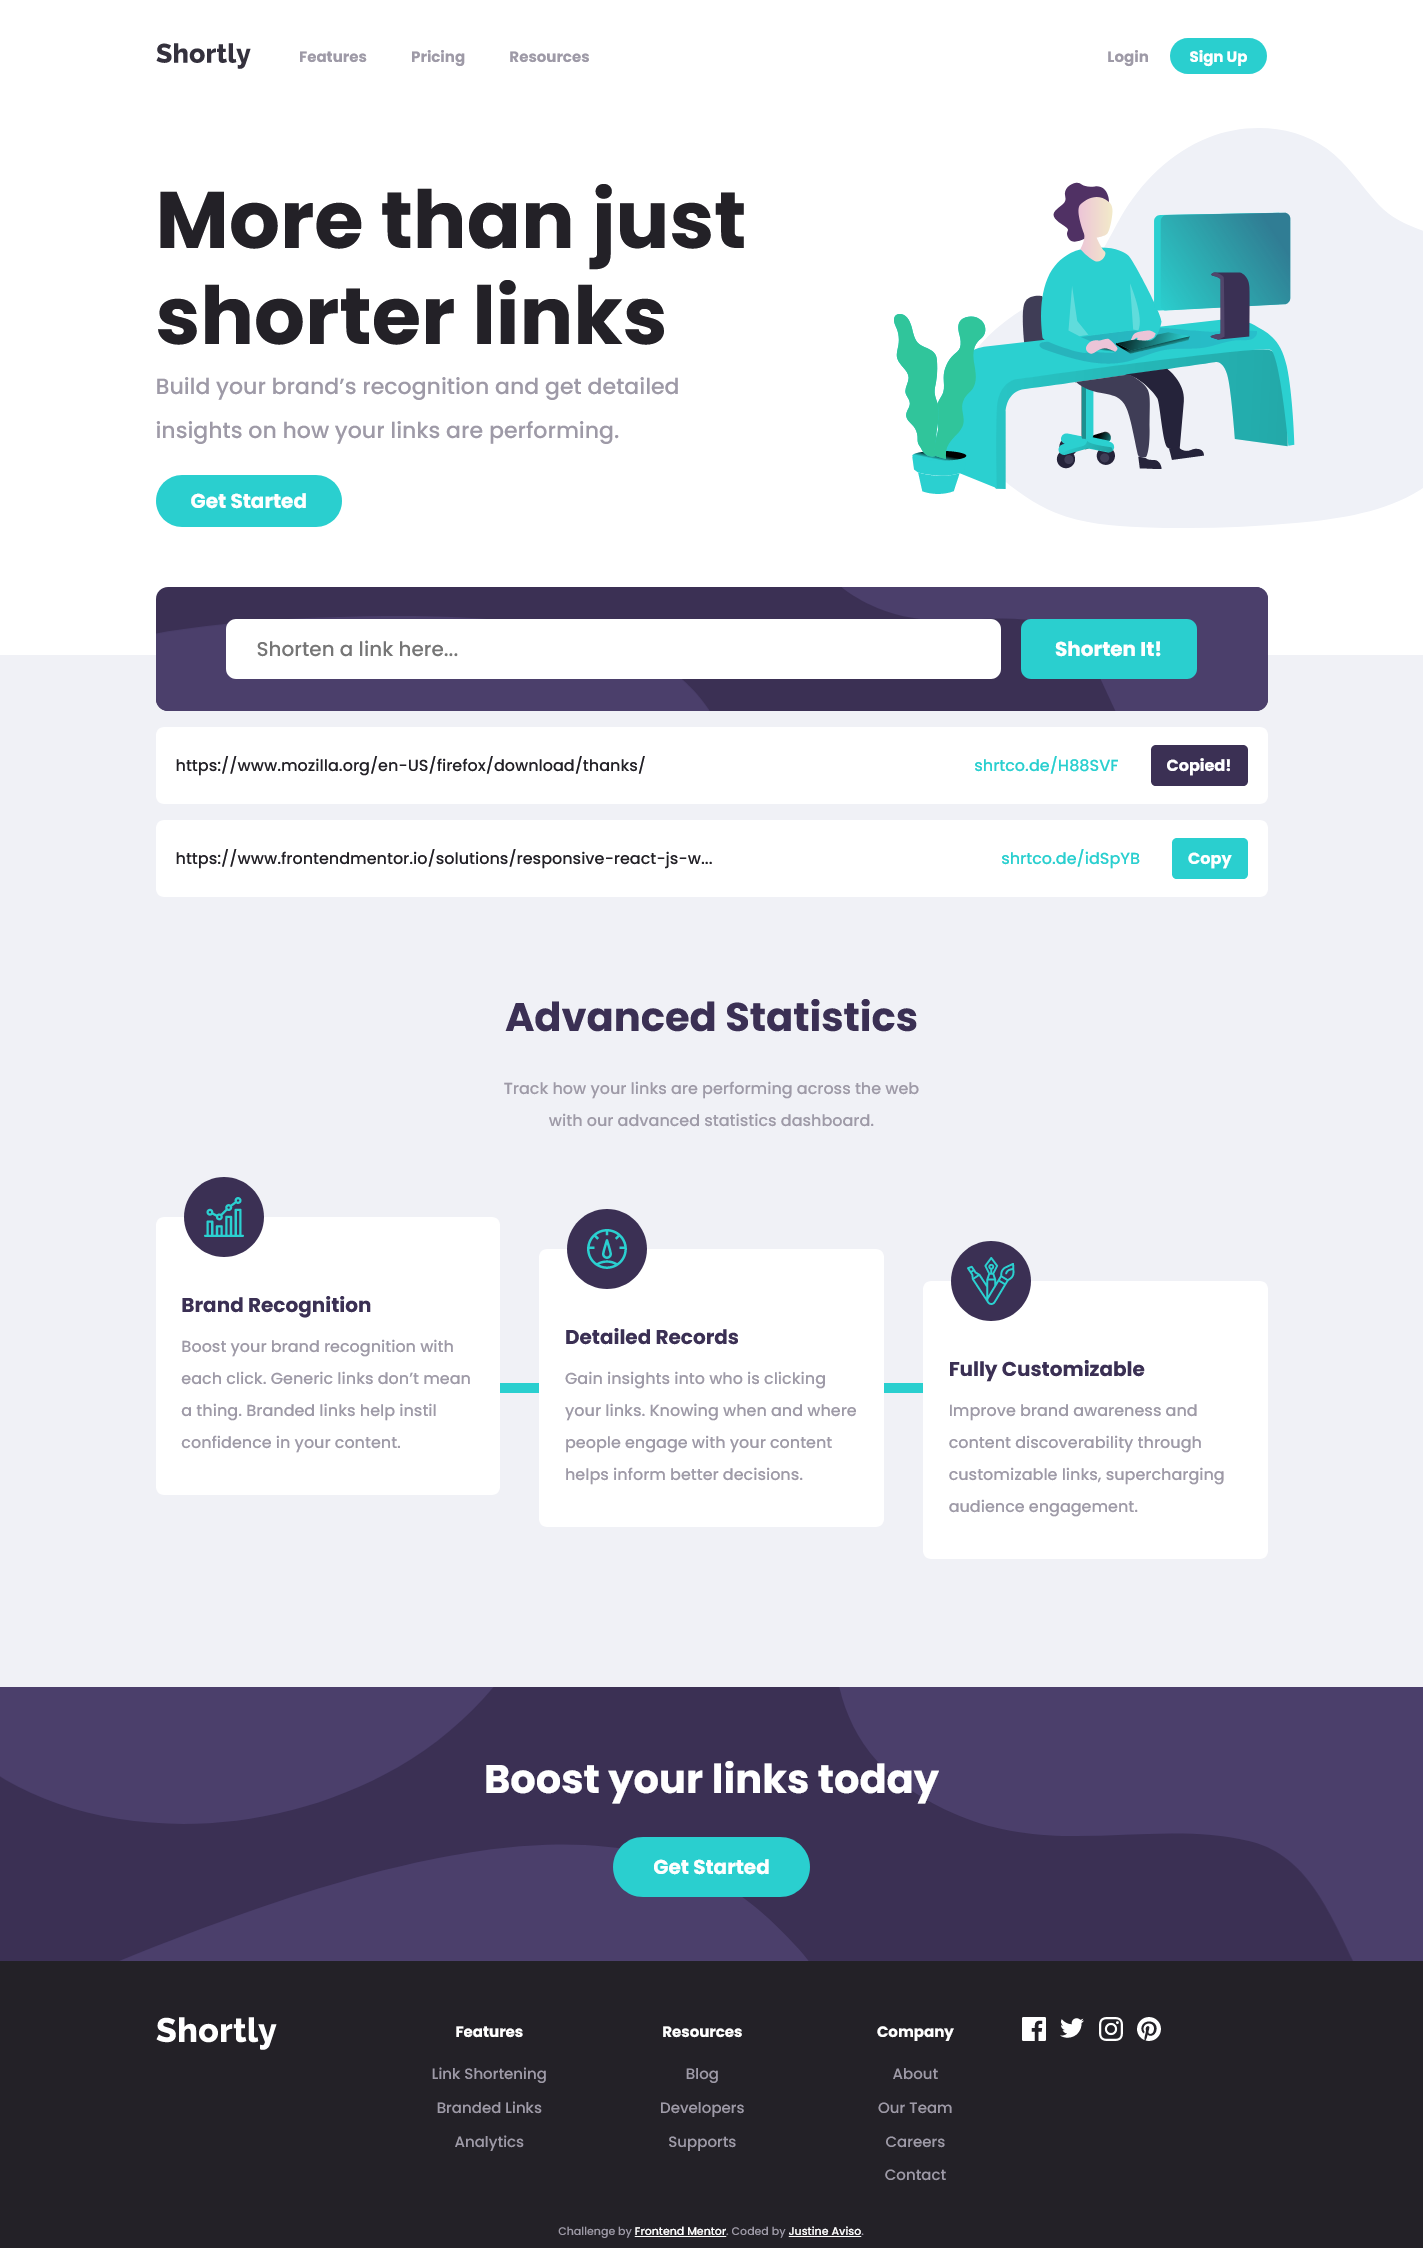 Shortly
Features
Pricing
Resources
Login
Sign Up
More than just
shorter links
Build your brand’s recognition and get detailed
insights on how your links are performing.
Get Started
Shorten a link here...
Shorten It!
https://www.mozilla.org/en-US/firefox/download/thanks/
shrtco.de/H88SVF
Copied!
https://www.frontendmentor.io/solutions/responsive-react-js-w...
shrtco.de/idSpYB
Copy
Advanced Statistics
Track how your links are performing across the web
with our advanced statistics dashboard.
Brand Recognition
Boost your brand recognition with
each click. Generic links don’t mean
a thing. Branded links help instil
confidence in your content.
Detailed Records
Gain insights into who is clicking
your links. Knowing when and where
people engage with your content
helps inform better decisions.
Fully Customizable
Improve brand awareness and
content discoverability through
customizable links, supercharging
audience engagement.
Boost your links today
Get Started
Shortly
Features
Link Shortening
Branded Links
Analytics
Resources
Blog
Developers
Supports
Company
About
Our Team
Careers
Contact
Challenge by Frontend Mentor. Coded by Justine Aviso.